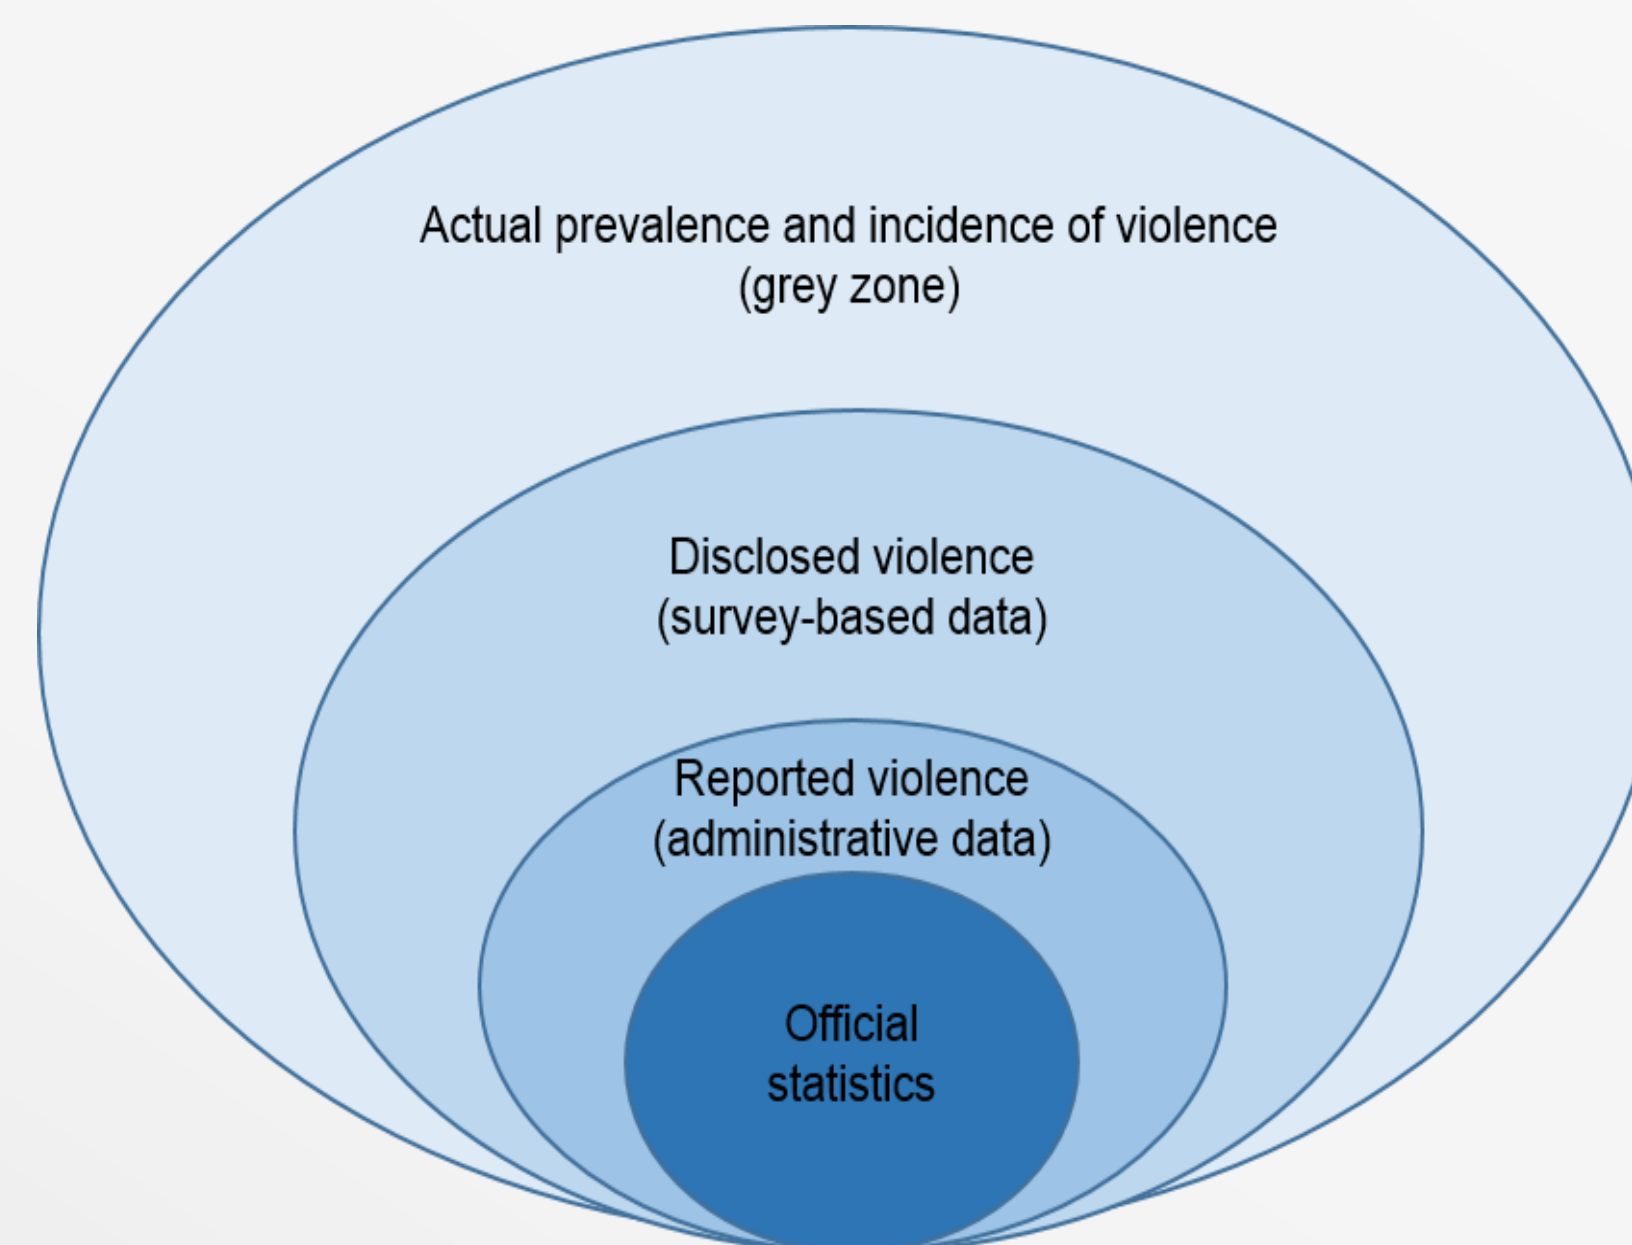 Actual prevalence and incidence of violence
(grey zone)
Disclosed violence
(survey-based data)
Reported violence
(administrative data)
Official
statistics